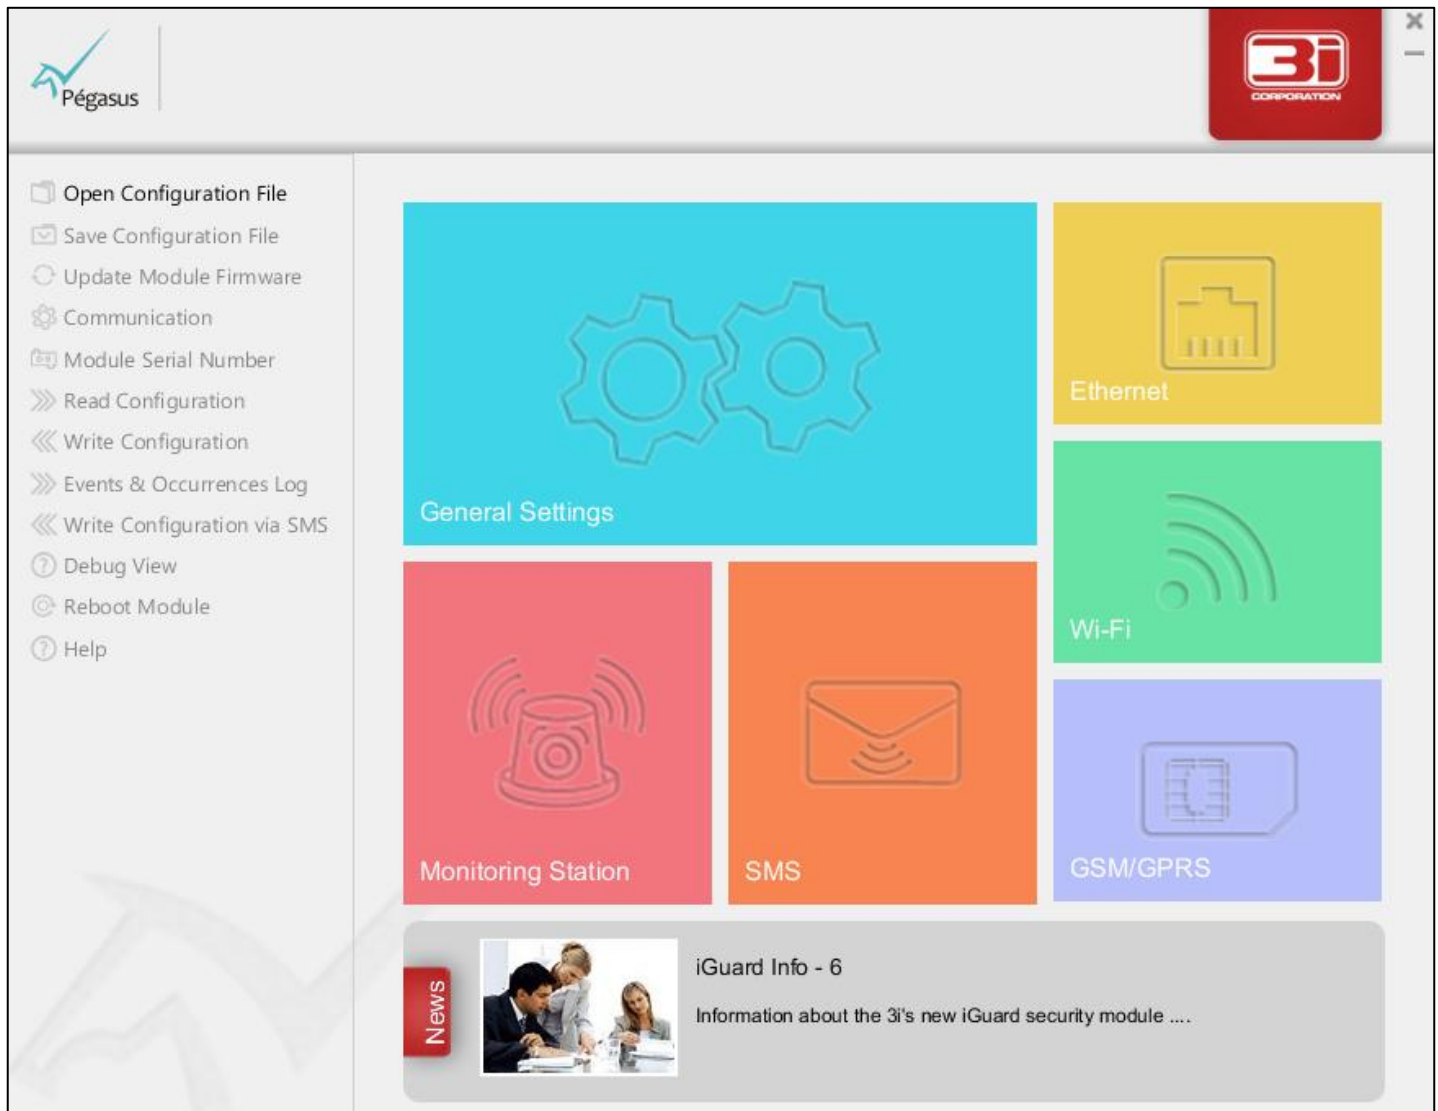 Pégasus
3i
CORPORATION
Open Configuration File
Save Configuration File
Update Module Firmware
Communication
Module Serial Number
Read Configuration
Write Configuration
Events & Occurrences Log
Write Configuration via SMS
Debug View
Reboot Module
Help
General Settings
Ethernet
Wi-Fi
Monitoring Station
SMS
GSM/GPRS
News
iGuard Info - 6
Information about the 3i's new iGuard security module ....